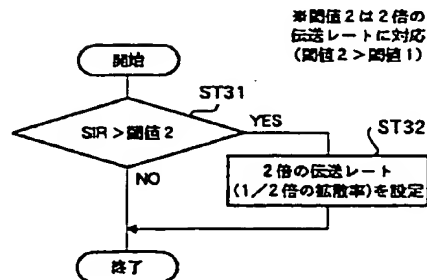 ※閾値2は2倍の
伝送レートに対応
(閾値2>閾値1)
開始
ST31
SIR>閾値2
YES
ST32
2倍の伝送レート
(1/2倍の拡散率)を設定
NO
終了